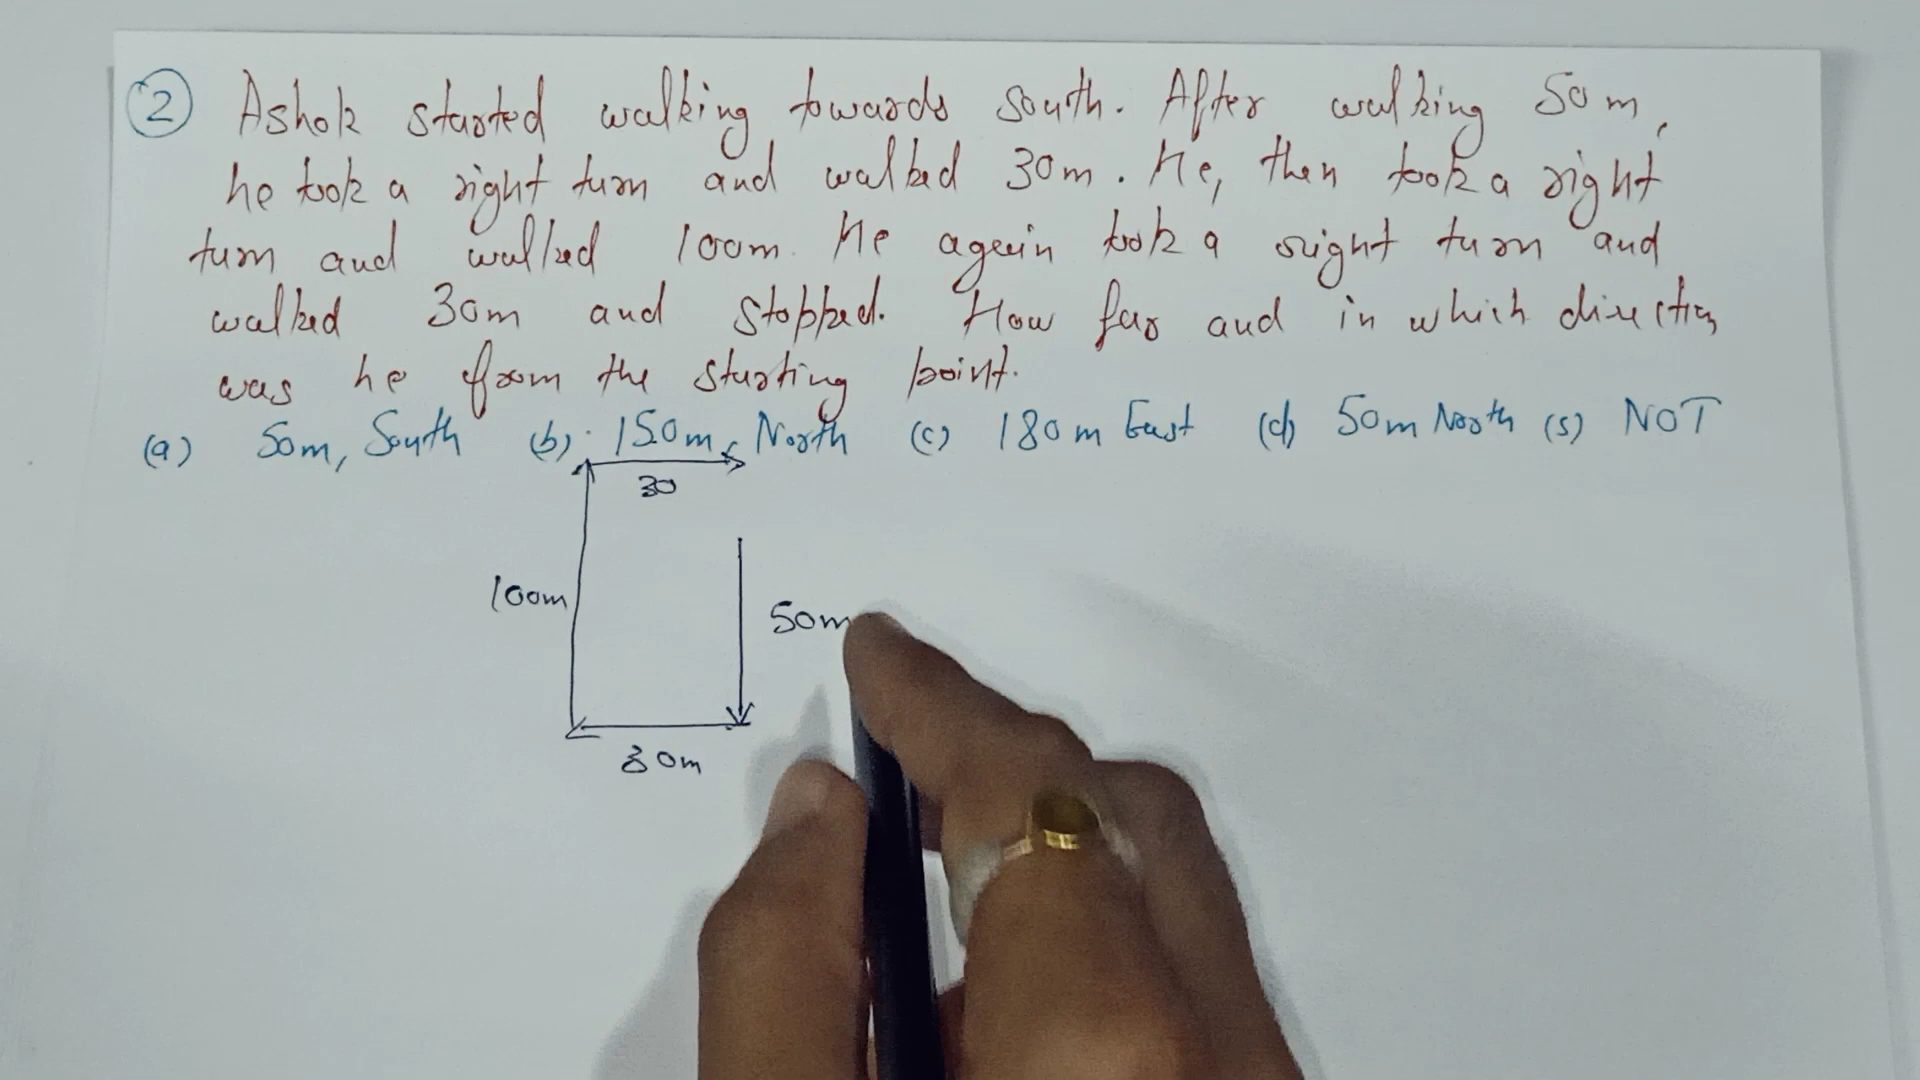 2 Ashok started walking towards south. After walking 50m,
he took a right turn and walked 30m. He, then took a right
turn and walked 100m. He again took a right turn and
walked 30m and stopped. How far and in which direction
was he from the starting point.
(a) 50m, South (b) 150m, North (c) 180m East (d) 50m North (s) NOT
30
100m
50m
30m